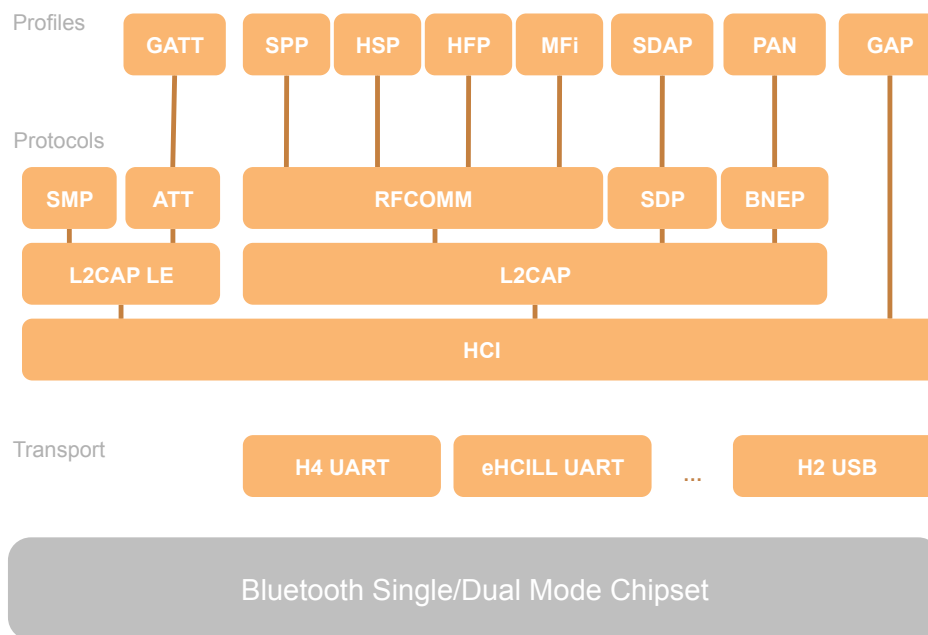 Profiles
GATT SPP HSP HFP MFi SDAP PAN GAP
Protocols
SMP ATT RFCOMM SDP BNEP
L2CAP LE L2CAP
HCI
Transport
H4 UART eHCILL UART ... H2 USB
Bluetooth Single/Dual Mode Chipset